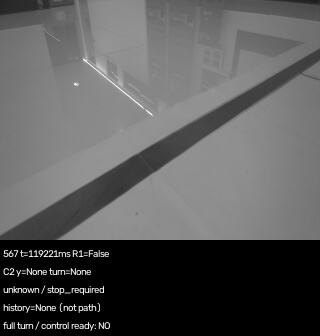 567 t=119221ms R1=False
C2 y=None turn=None
unknown / stop_required
history=None (not path)
full turn / control ready: NO